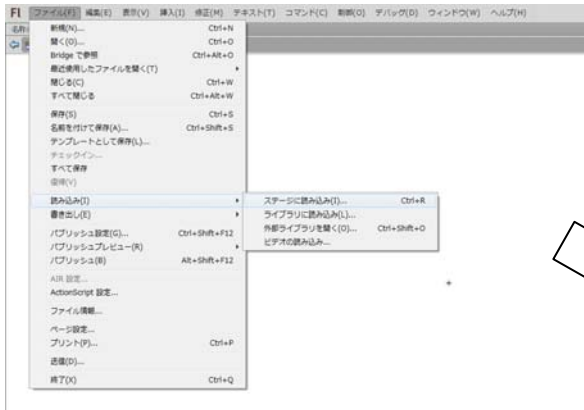 Fl ファイル(F) 編集(E) 表示(V) 挿入(I) 修正(M) テキスト(T) コマンド(C) 制御(O) デバッグ(D) ウィンドウ(W) ヘルプ(H)
新規(N)... Ctrl+N
開く(O)... Ctrl+O
Bridge で参照 Ctrl+Alt+O
最近使用したファイルを開く(T)
閉じる(C) Ctrl+W
すべて閉じる Ctrl+Alt+W
保存(S) Ctrl+S
名前を付けて保存(A)... Ctrl+Shift+S
テンプレートとして保存(L)...
チェックイン...
すべて保存
復帰(V)
読み込み(I) ステージに読み込み(I)... Ctrl+R
書き出し(E) ライブラリに読み込み(L)...
外部ライブラリを開く(O)... Ctrl+Shift+O
パブリッシュ設定(G)... Ctrl+Shift+F12
ビデオの読み込み...
パブリッシュプレビュー(R)
パブリッシュ(B) Alt+Shift+F12
AIR 設定...
ActionScript 設定...
ファイル情報...
ページ設定...
プリント(P)... Ctrl+P
送信(D)...
終了(X) Ctrl+Q